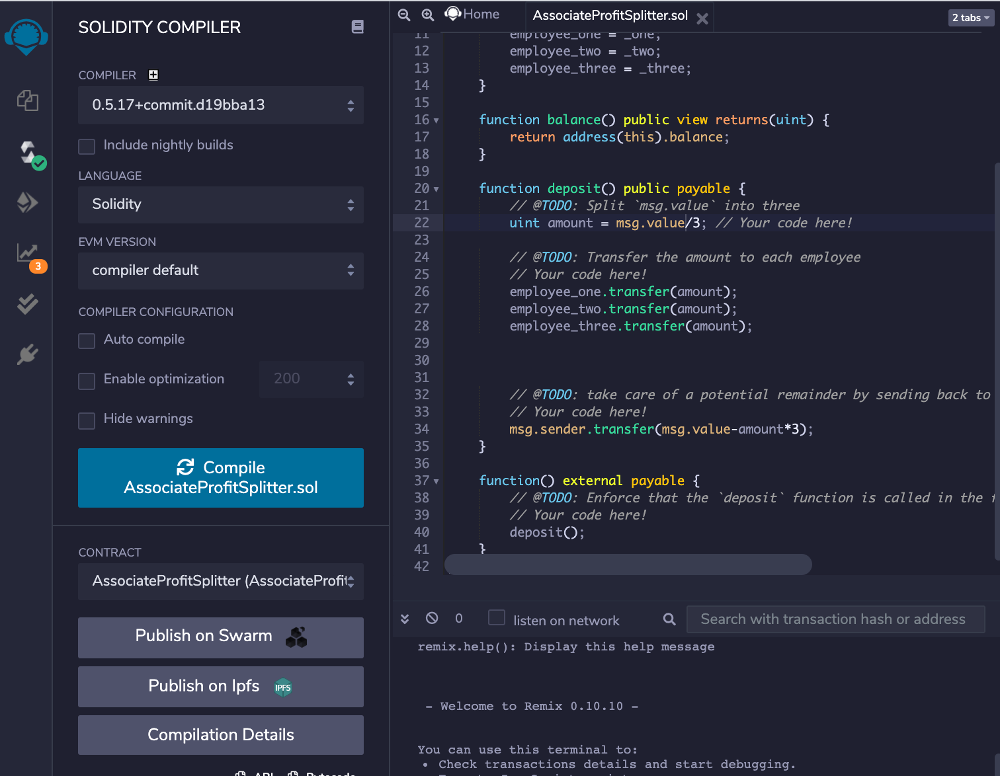 SOLIDITY COMPILER
COMPILER
0.5.17+commit.d19bba13
Include nightly builds
LANGUAGE
Solidity
EVM VERSION
compiler default
3
COMPILER CONFIGURATION
Auto compile
Enable optimization
200
Hide warnings
Compile
AssociateProfitSplitter.sol
CONTRACT
AssociateProfitSplitter (AssociateProfit
Publish on Swarm
Publish on Ipfs
IPFS
Compilation Details
ABI Bytecode
Home
AssociateProfitSplitter.sol
2 tabs
11 employee_one = _one;
12 employee_two = _two;
13 employee_three = _three;
14 }
15
16 function balance() public view returns(uint) {
17 return address(this).balance;
18 }
19
20 function deposit() public payable {
21 // @TODO: Split `msg.value` into three
22 uint amount = msg.value/3; // Your code here!
23
24 // @TODO: Transfer the amount to each employee
25 // Your code here!
26 employee_one.transfer(amount);
27 employee_two.transfer(amount);
28 employee_three.transfer(amount);
29
30
31
32 // @TODO: take care of a potential remainder by sending back to
33 // Your code here!
34 msg.sender.transfer(msg.value-amount*3);
35 }
36
37 function() external payable {
38 // @TODO: Enforce that the `deposit` function is called in the
39 // Your code here!
40 deposit();
41 }
42
0
listen on network
Search with transaction hash or address
remix.help(): Display this help message
- Welcome to Remix 0.10.10 -
You can use this terminal to:
• Check transactions details and start debugging.